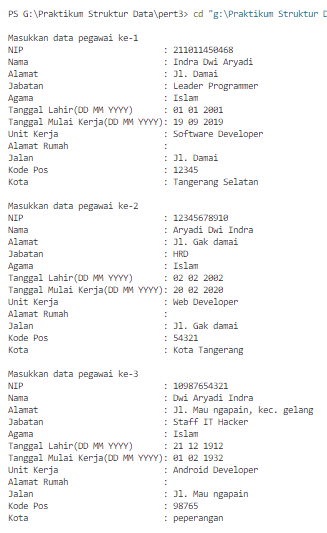 PS G:\Praktikum Struktur Data\pert3> cd "g:\Praktikum Struktur D
Masukkan data pegawai ke-1
NIP : 211011450468
Nama : Indra Dwi Aryadi
Alamat : Jl. Damai
Jabatan : Leader Programmer
Agama : Islam
Tanggal Lahir(DD MM YYYY) : 01 01 2001
Tanggal Mulai Kerja(DD MM YYYY): 19 09 2019
Unit Kerja : Software Developer
Alamat Rumah :
Jalan : Jl. Damai
Kode Pos : 12345
Kota : Tangerang Selatan
Masukkan data pegawai ke-2
NIP : 12345678910
Nama : Aryadi Dwi Indra
Alamat : Jl. Gak damai
Jabatan : HRD
Agama : Islam
Tanggal Lahir(DD MM YYYY) : 02 02 2002
Tanggal Mulai Kerja(DD MM YYYY): 20 02 2020
Unit Kerja : Web Developer
Alamat Rumah :
Jalan : Jl. Gak damai
Kode Pos : 54321
Kota : Kota Tangerang
Masukkan data pegawai ke-3
NIP : 10987654321
Nama : Dwi Aryadi Indra
Alamat : Jl. Mau ngapain, kec. gelang
Jabatan : Staff IT Hacker
Agama : Islam
Tanggal Lahir(DD MM YYYY) : 21 12 1912
Tanggal Mulai Kerja(DD MM YYYY): 01 02 1932
Unit Kerja : Android Developer
Alamat Rumah :
Jalan : Jl. Mau ngapain
Kode Pos : 98765
Kota : peperangan